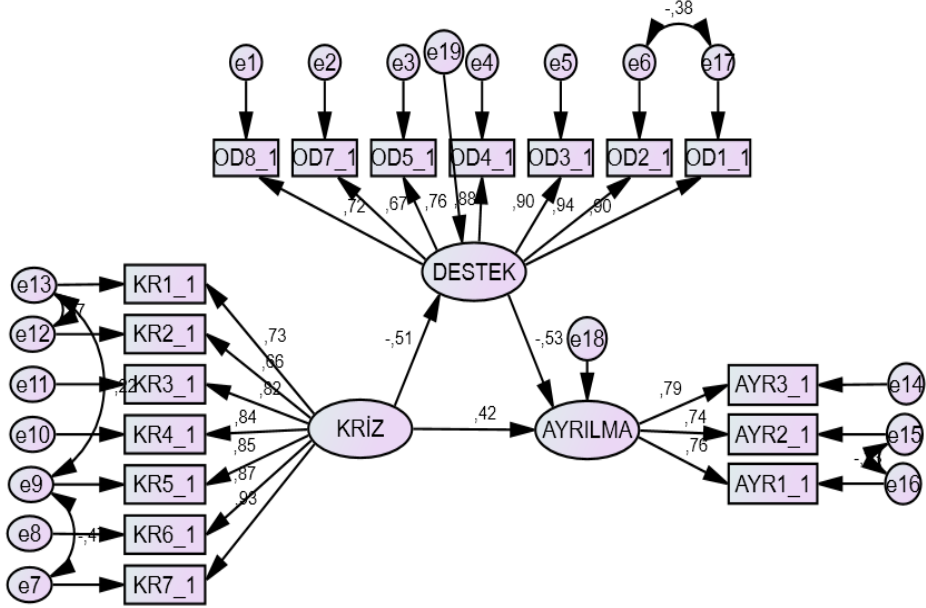 -,38
e1 e2 e3 e19 e4 e5 e6 e17
OD8_1 OD7_1 OD5_1 OD4_1 OD3_1 OD2_1 OD1_1
,72 ,67 ,76 ,88 ,90 ,94 ,90
DESTEK
e13 KR1_1
e12 KR2_1
e11 KR3_1
e10 KR4_1
e9 KR5_1
e8 KR6_1
e7 KR7_1
,22
,73
,66
,82
,84
,85
,87
,93
KRİZ
-,51
,42
-,53
e18
AYRILMA
,79
,74
,76
AYR3_1 e14
AYR2_1 e15
AYR1_1 e16